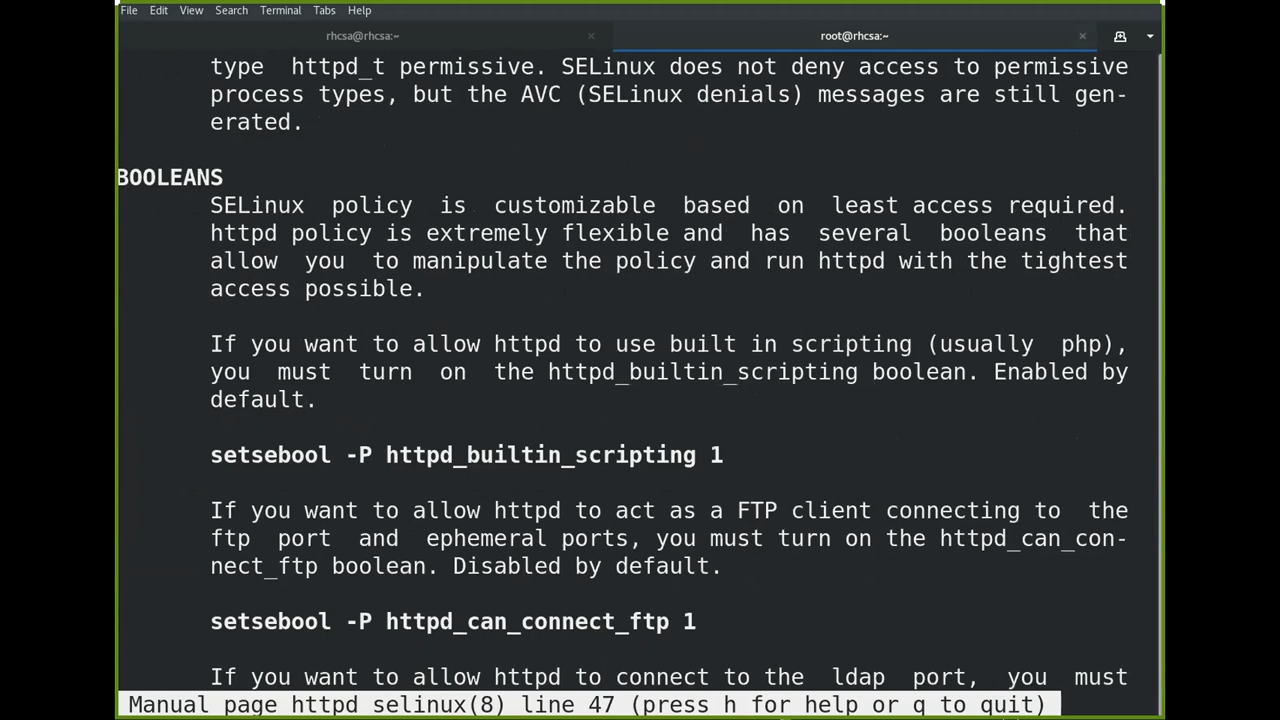 File Edit View Search Terminal Tabs Help
rhcsa@rhcsa:~ × root@rhcsa:~ ×
type httpd_t permissive. SELinux does not deny access to permissive
process types, but the AVC (SELinux denials) messages are still gen-
erated.
BOOLEANS
SELinux policy is customizable based on least access required.
httpd policy is extremely flexible and has several booleans that
allow you to manipulate the policy and run httpd with the tightest
access possible.
If you want to allow httpd to use built in scripting (usually php),
you must turn on the httpd_builtin_scripting boolean. Enabled by
default.
setsebool -P httpd_builtin_scripting 1
If you want to allow httpd to act as a FTP client connecting to the
ftp port and ephemeral ports, you must turn on the httpd_can_con-
nect_ftp boolean. Disabled by default.
setsebool -P httpd_can_connect_ftp 1
If you want to allow httpd to connect to the ldap port, you must
Manual page httpd selinux(8) line 47 (press h for help or q to quit)